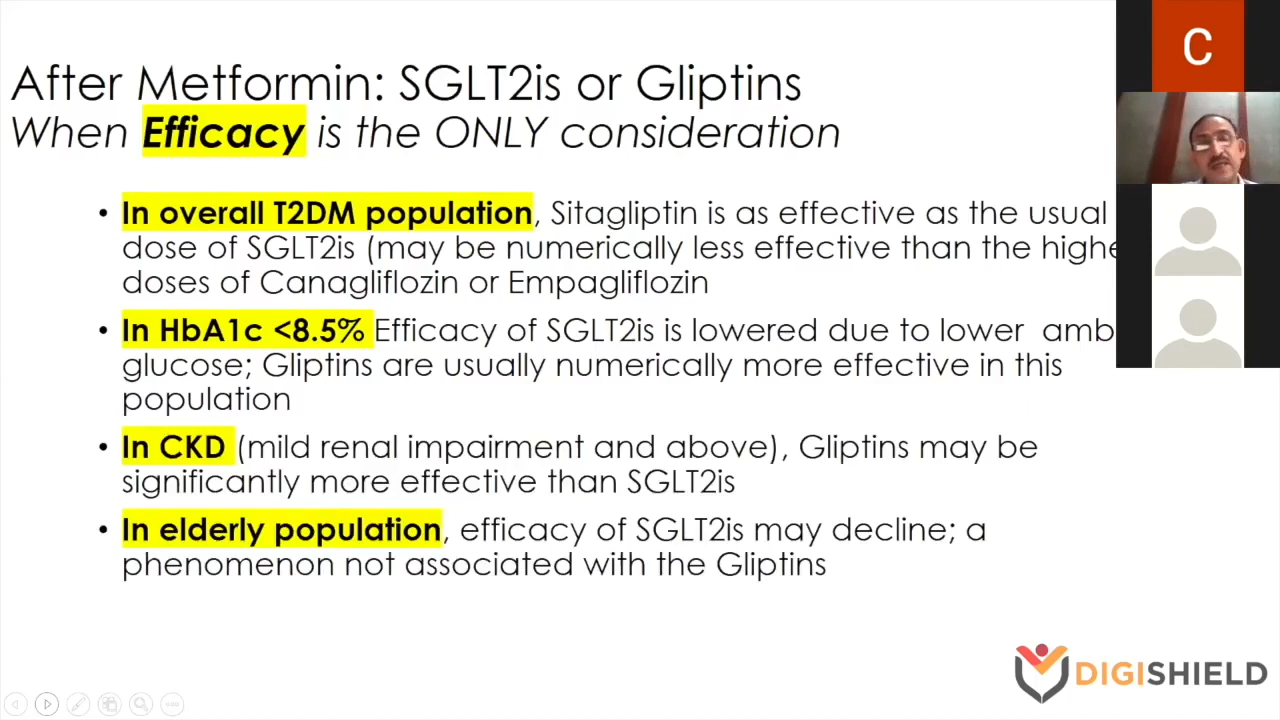 After Metformin: SGLT2is or Gliptins
When Efficacy is the ONLY consideration
• In overall T2DM population, Sitagliptin is as effective as the usual
dose of SGLT2is (may be numerically less effective than the
doses of Canagliflozin or Empagliflozin
• In HbA1c <8.5% Efficacy of SGLT2is is lowered due to lower
glucose; Gliptins are usually numerically more effective in this
population
• In CKD (mild renal impairment and above), Gliptins may be
significantly more effective than SGLT2is
• In elderly population, efficacy of SGLT2is may decline; a
phenomenon not associated with the Gliptins
C
DIGISHIELD